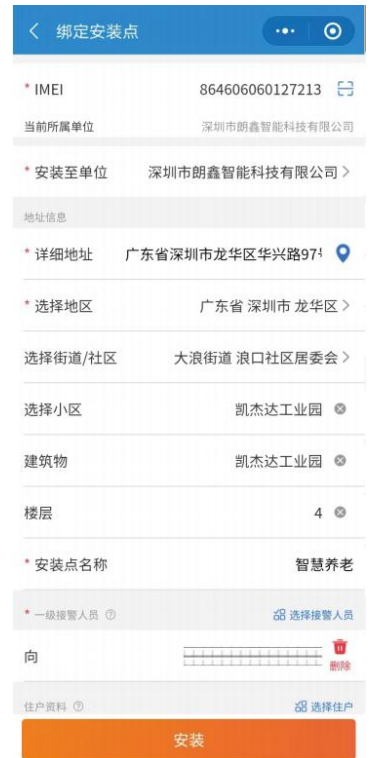 绑定安装点
* IMEI 864606060127213
当前所属单位 深圳市朗鑫智能科技有限公司
* 安装至单位 深圳市朗鑫智能科技有限公司
地址信息
* 详细地址 广东省深圳市龙华区华兴路97
* 选择地区 广东省 深圳市 龙华区
选择街道/社区 大浪街道 浪口社区居委会
选择小区 凯杰达工业园
建筑物 凯杰达工业园
楼层 4
* 安装点名称 智慧养老
* 一级接警人员 选择接警人员
向 删除
住户资料 选择住户
安装